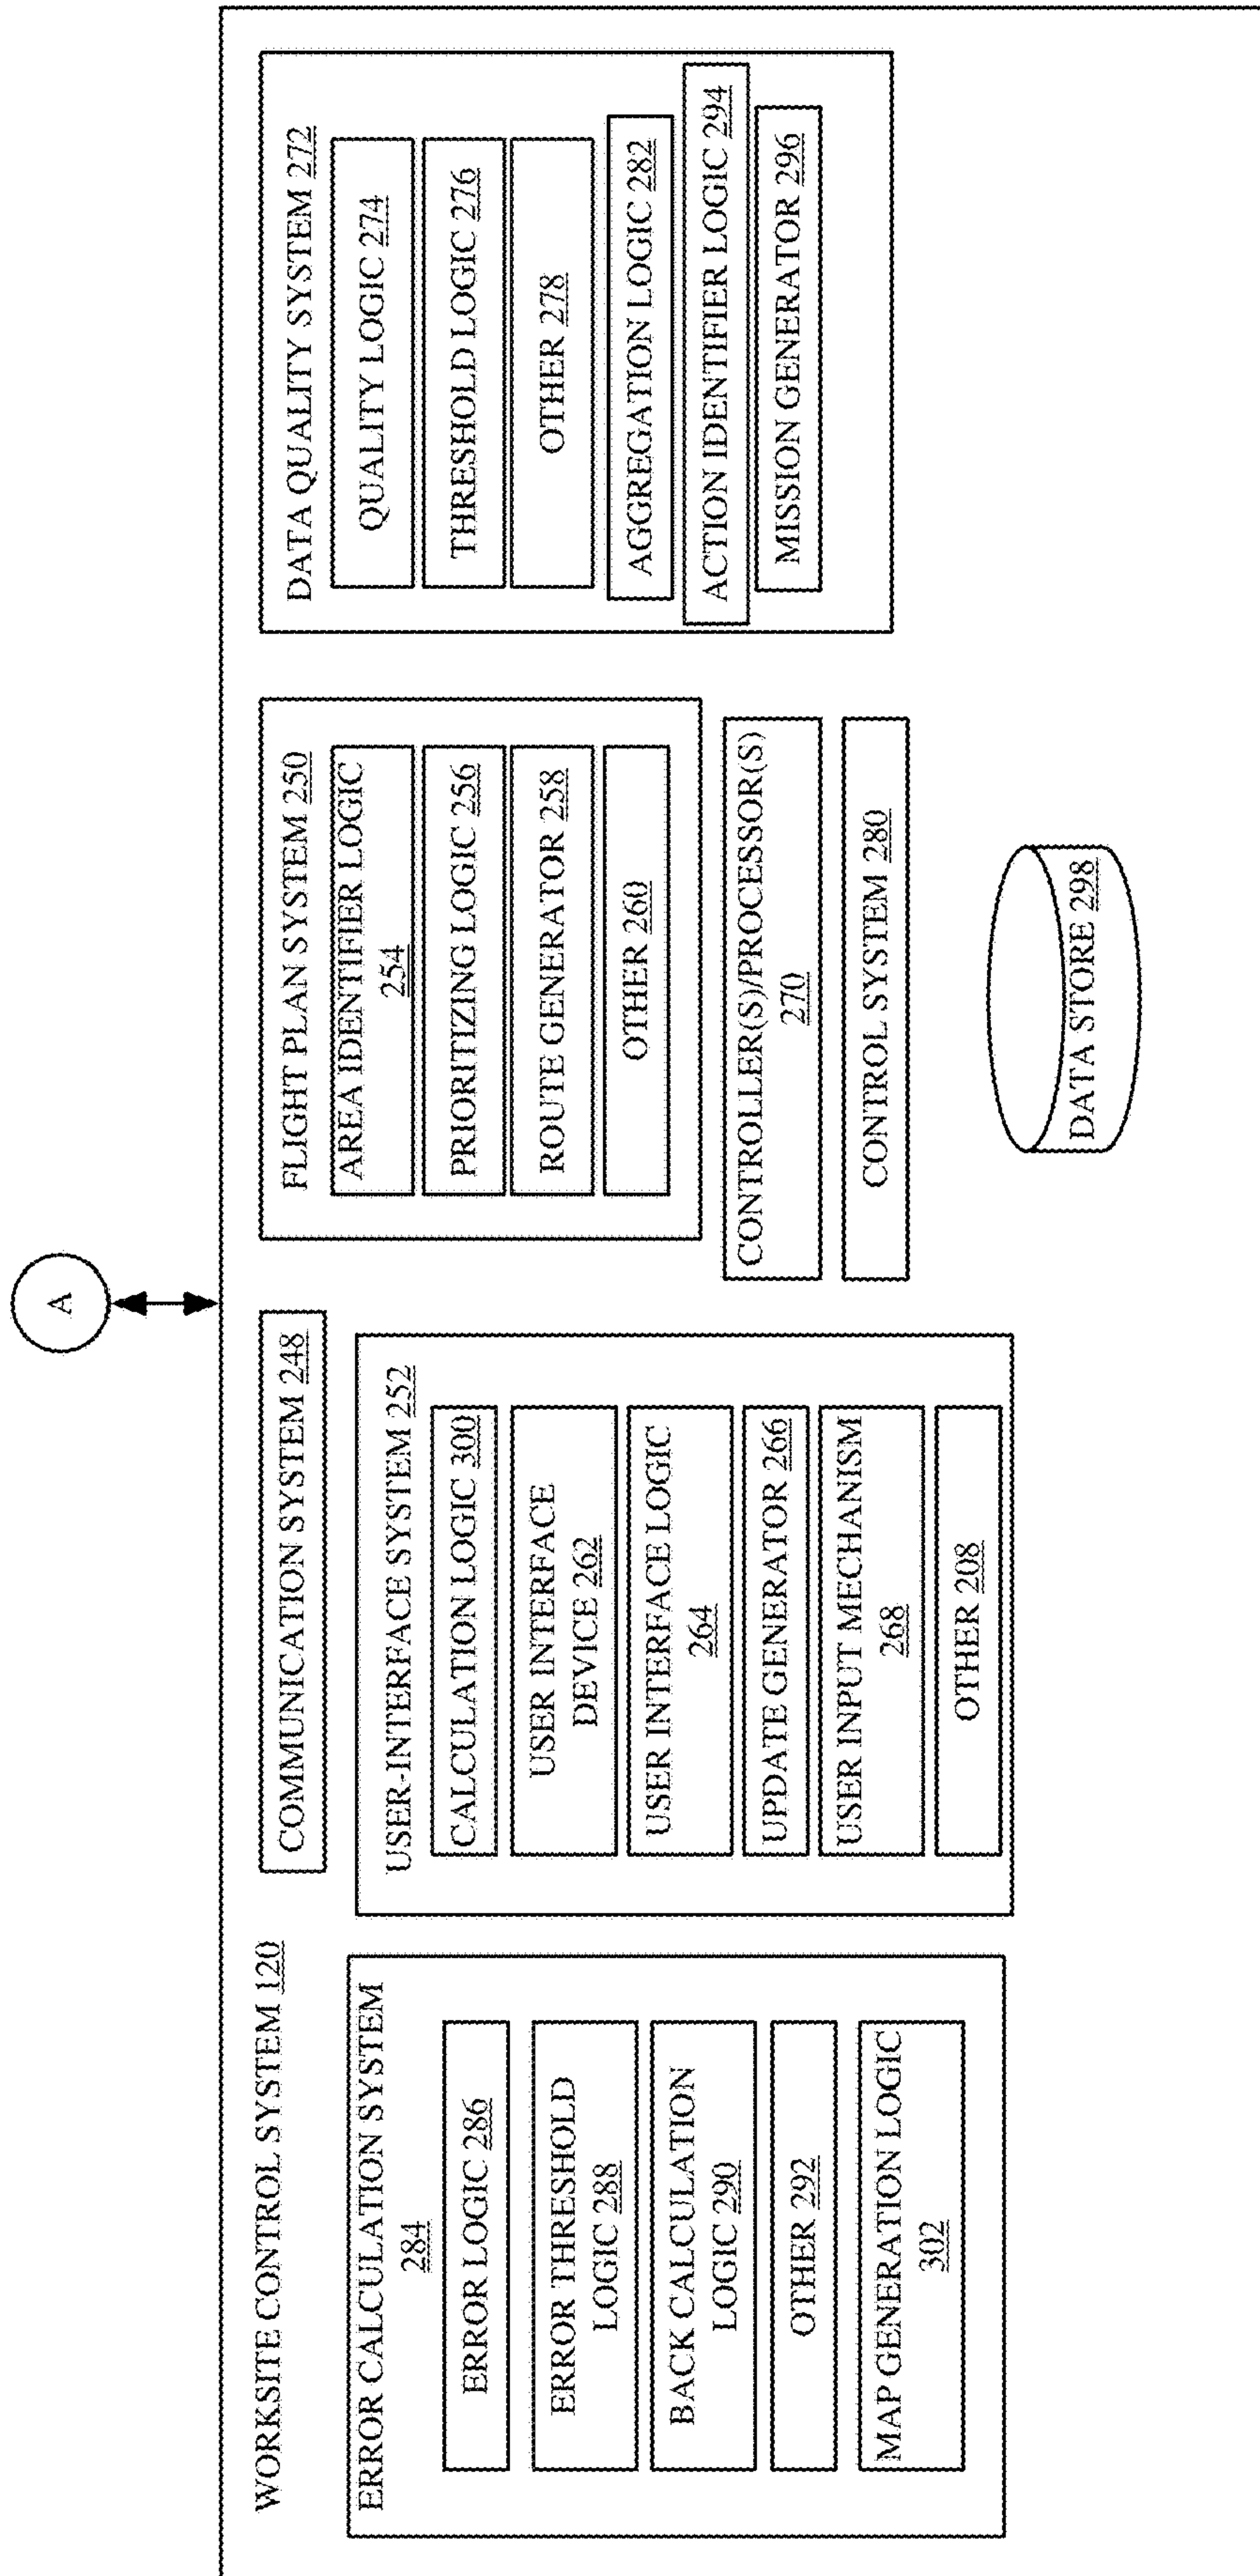 A
WORKSITE CONTROL SYSTEM 120
ERROR CALCULATION SYSTEM
284
ERROR LOGIC 286
ERROR THRESHOLD
LOGIC 288
BACK CALCULATION
LOGIC 290
OTHER 292
MAP GENERATION LOGIC
302
COMMUNICATION SYSTEM 248
USER-INTERFACE SYSTEM 252
CALCULATION LOGIC 300
USER INTERFACE
DEVICE 262
USER INTERFACE LOGIC
264
UPDATE GENERATOR 266
USER INPUT MECHANISM
268
OTHER 208
FLIGHT PLAN SYSTEM 250
AREA IDENTIFIER LOGIC
254
PRIORITIZING LOGIC 256
ROUTE GENERATOR 258
OTHER 260
CONTROLLER(S)/PROCESSOR(S)
270
CONTROL SYSTEM 280
DATA STORE 298
DATA QUALITY SYSTEM 272
QUALITY LOGIC 274
THRESHOLD LOGIC 276
OTHER 278
AGGREGATION LOGIC 282
ACTION IDENTIFIER LOGIC 294
MISSION GENERATOR 296